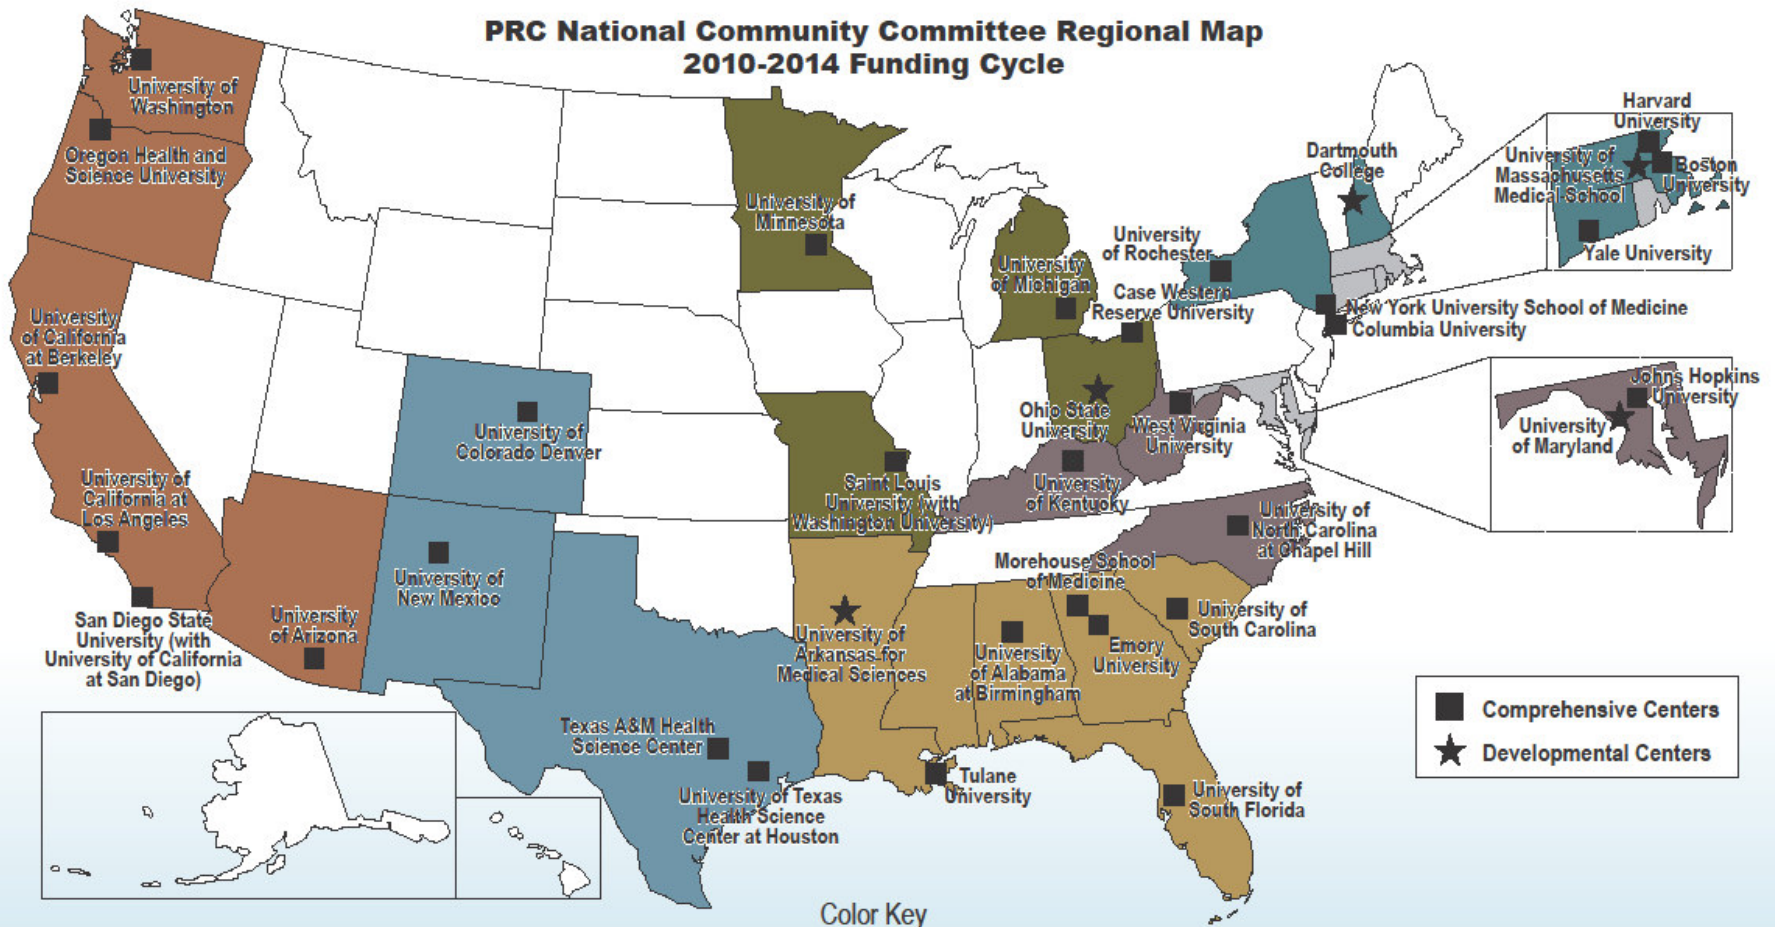 PRC National Community Committee Regional Map
2010-2014 Funding Cycle
University of
Washington
Oregon Health and
Science University
University
of California
at Berkeley
University of
California at
Los Angeles
San Diego State
University (with
University of California
at San Diego)
University
of Arizona
University of
Colorado Denver
University of
New Mexico
Texas A&M Health
Science Center
University of Texas
Health Science
Center at Houston
University of
Minnesota
University
of Michigan
Case Western
Reserve University
Ohio State
University
Saint Louis
University (with
Washington University)
West Virginia
University
University
of Kentucky
University of
North Carolina
at Chapel Hill
Morehouse School
of Medicine
Emory
University
University of
South Carolina
University of
Arkansas for
Medical Sciences
University
of Alabama
at Birmingham
Tulane
University
University of
South Florida
Dartmouth
College
University
of Rochester
New York University School of Medicine
Columbia University
Harvard
University
University of
Massachusetts
Medical School
Boston
University
Yale University
Johns Hopkins
University
University
of Maryland
Comprehensive Centers
Developmental Centers
Color Key